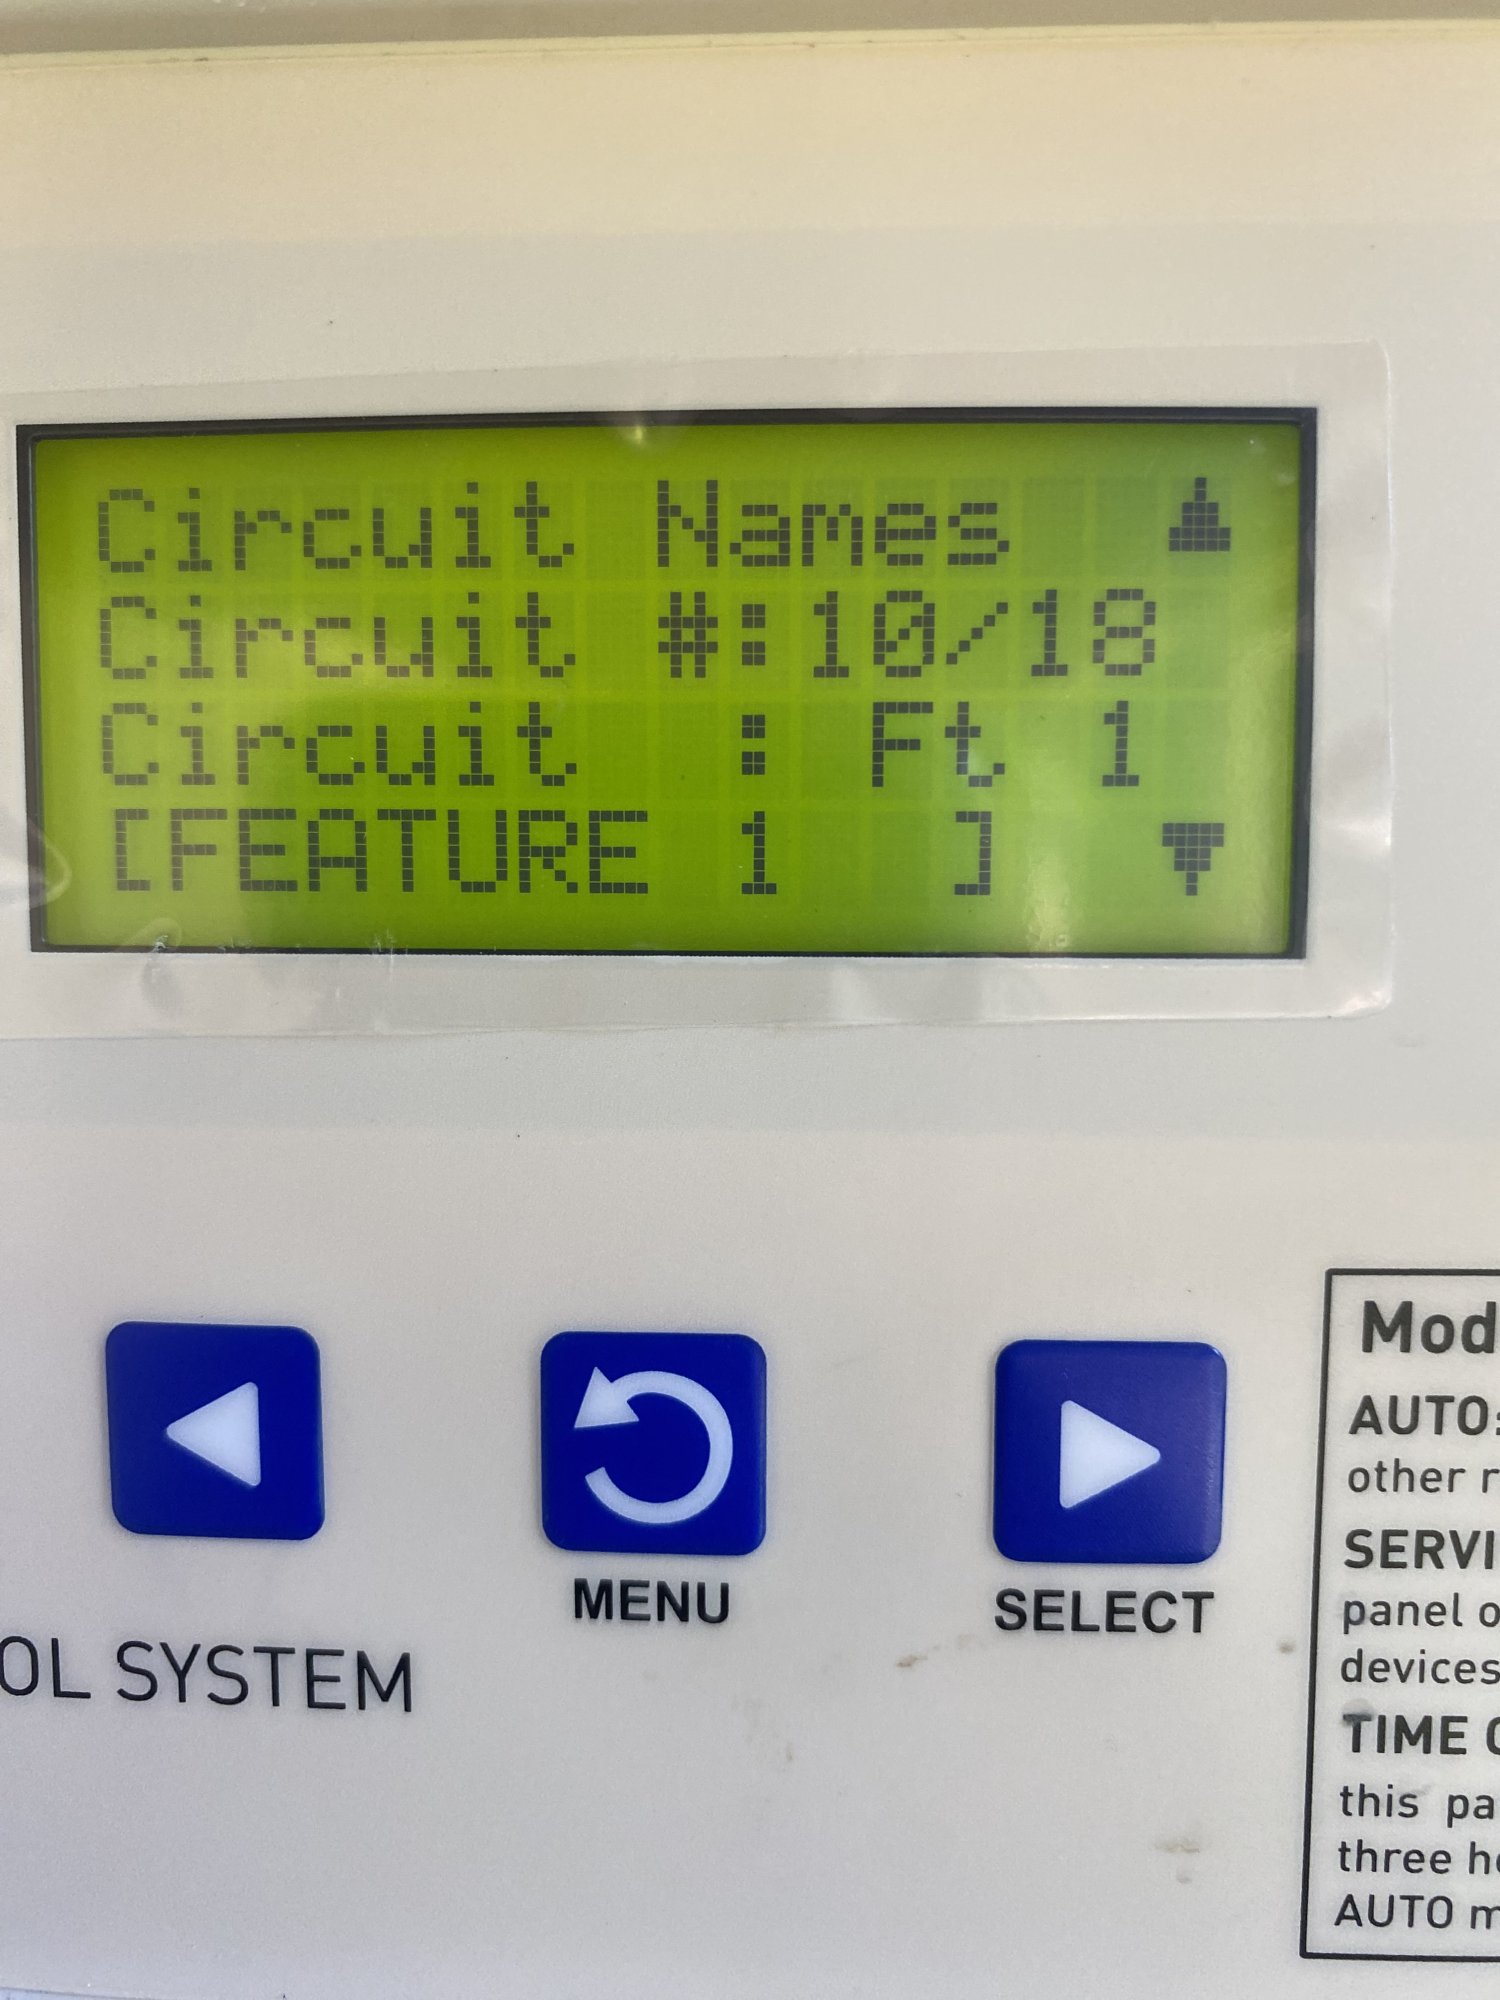 Circuit Names
Circuit #:10/18
Circuit : Ft 1
[FEATURE 1 ]
MENU
SELECT
OL SYSTEM
Mod
AUTO:
other r
SERVI
panel o
devices
TIME
this pa
three h
AUTO m